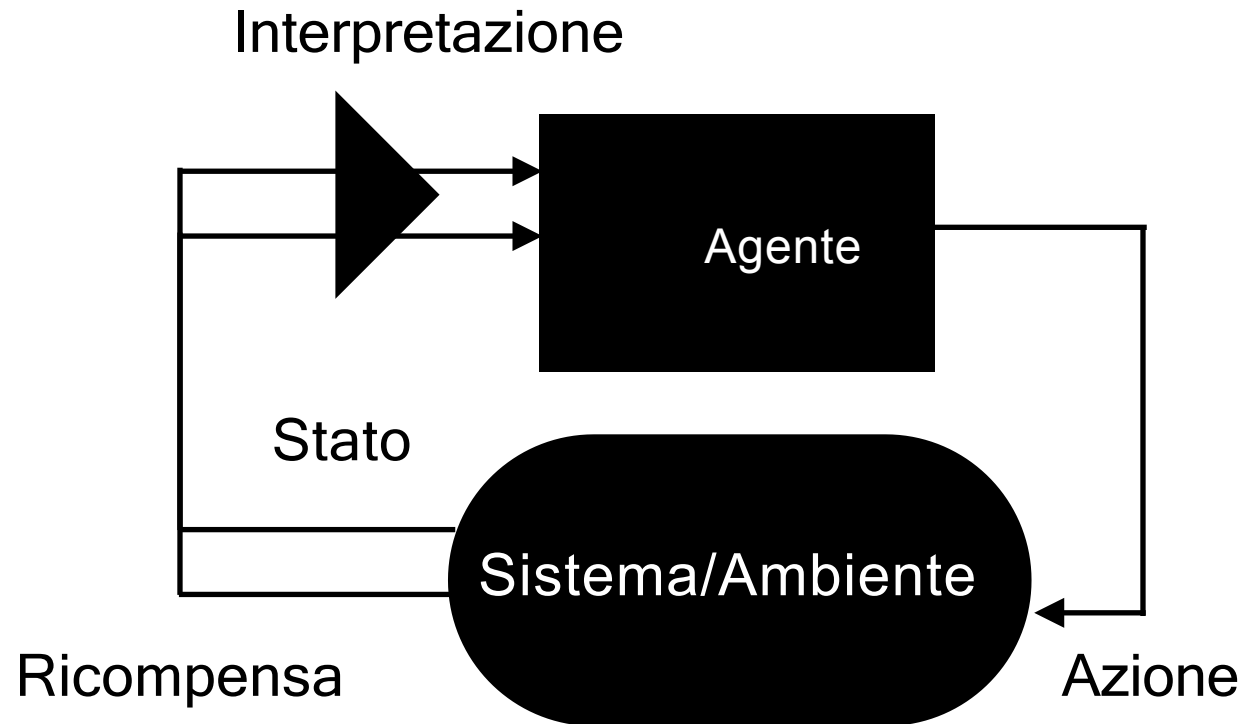 Interpretazione
Agente
Stato
Sistema/Ambiente
Ricompensa
Azione